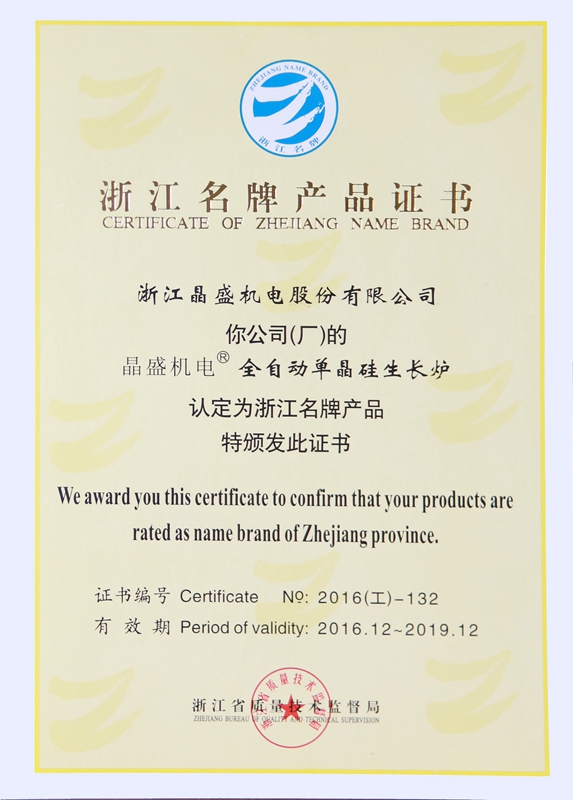 ZHEJIANG NAME BRAND
浙江名牌
浙江名牌产品证书
CERTIFICATE OF ZHEJIANG NAME BRAND
浙江晶盛机电股份有限公司
你公司(厂)的
晶盛机电® 全自动单晶硅生长炉
认定为浙江名牌产品
特颁发此证书
We award you this certificate to confirm that your products are
rated as name brand of Zhejiang province.
证书编号 Certificate Nº: 2016(工)-132
有效期 Period of validity: 2016.12~2019.12
浙江省质量技术监督局
浙江省质量技术监督局
ZHEJIANG BUREAU OF QUALITY AND TECHNICAL SUPERVISION